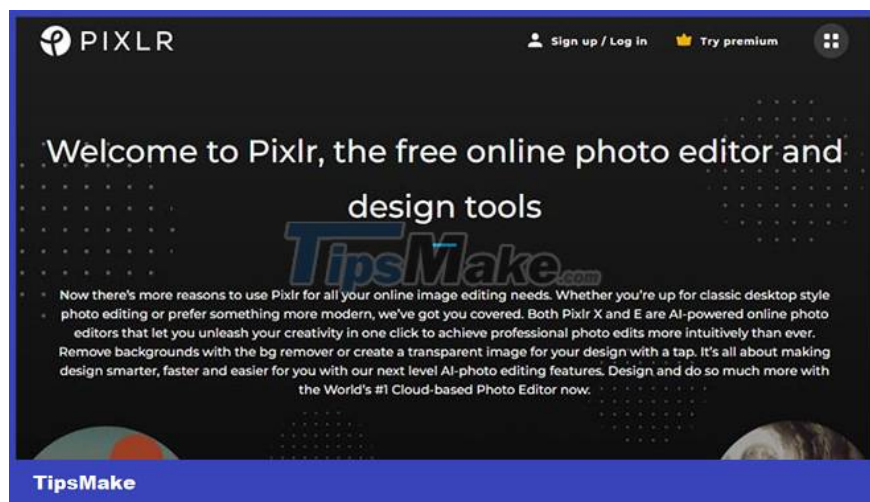 PIXLR
Sign up / Log in
Try premium
Welcome to Pixlr, the free online photo editor and
design tools
TipsMake.com
Now there's more reasons to use Pixlr for all your online image editing needs. Whether you're up for classic desktop style
photo editing or prefer something more modern, we've got you covered. Both Pixlr X and E are AI-powered online photo
editors that let you unleash your creativity in one click to achieve professional photo edits more intuitively than ever.
Remove backgrounds with the bg remover or create a transparent image for your design with a tap. It's all about making
design smarter, faster and easier for you with our next level AI-photo editing features. Design and do so much more with
the World's #1 Cloud-based Photo Editor now.
TipsMake